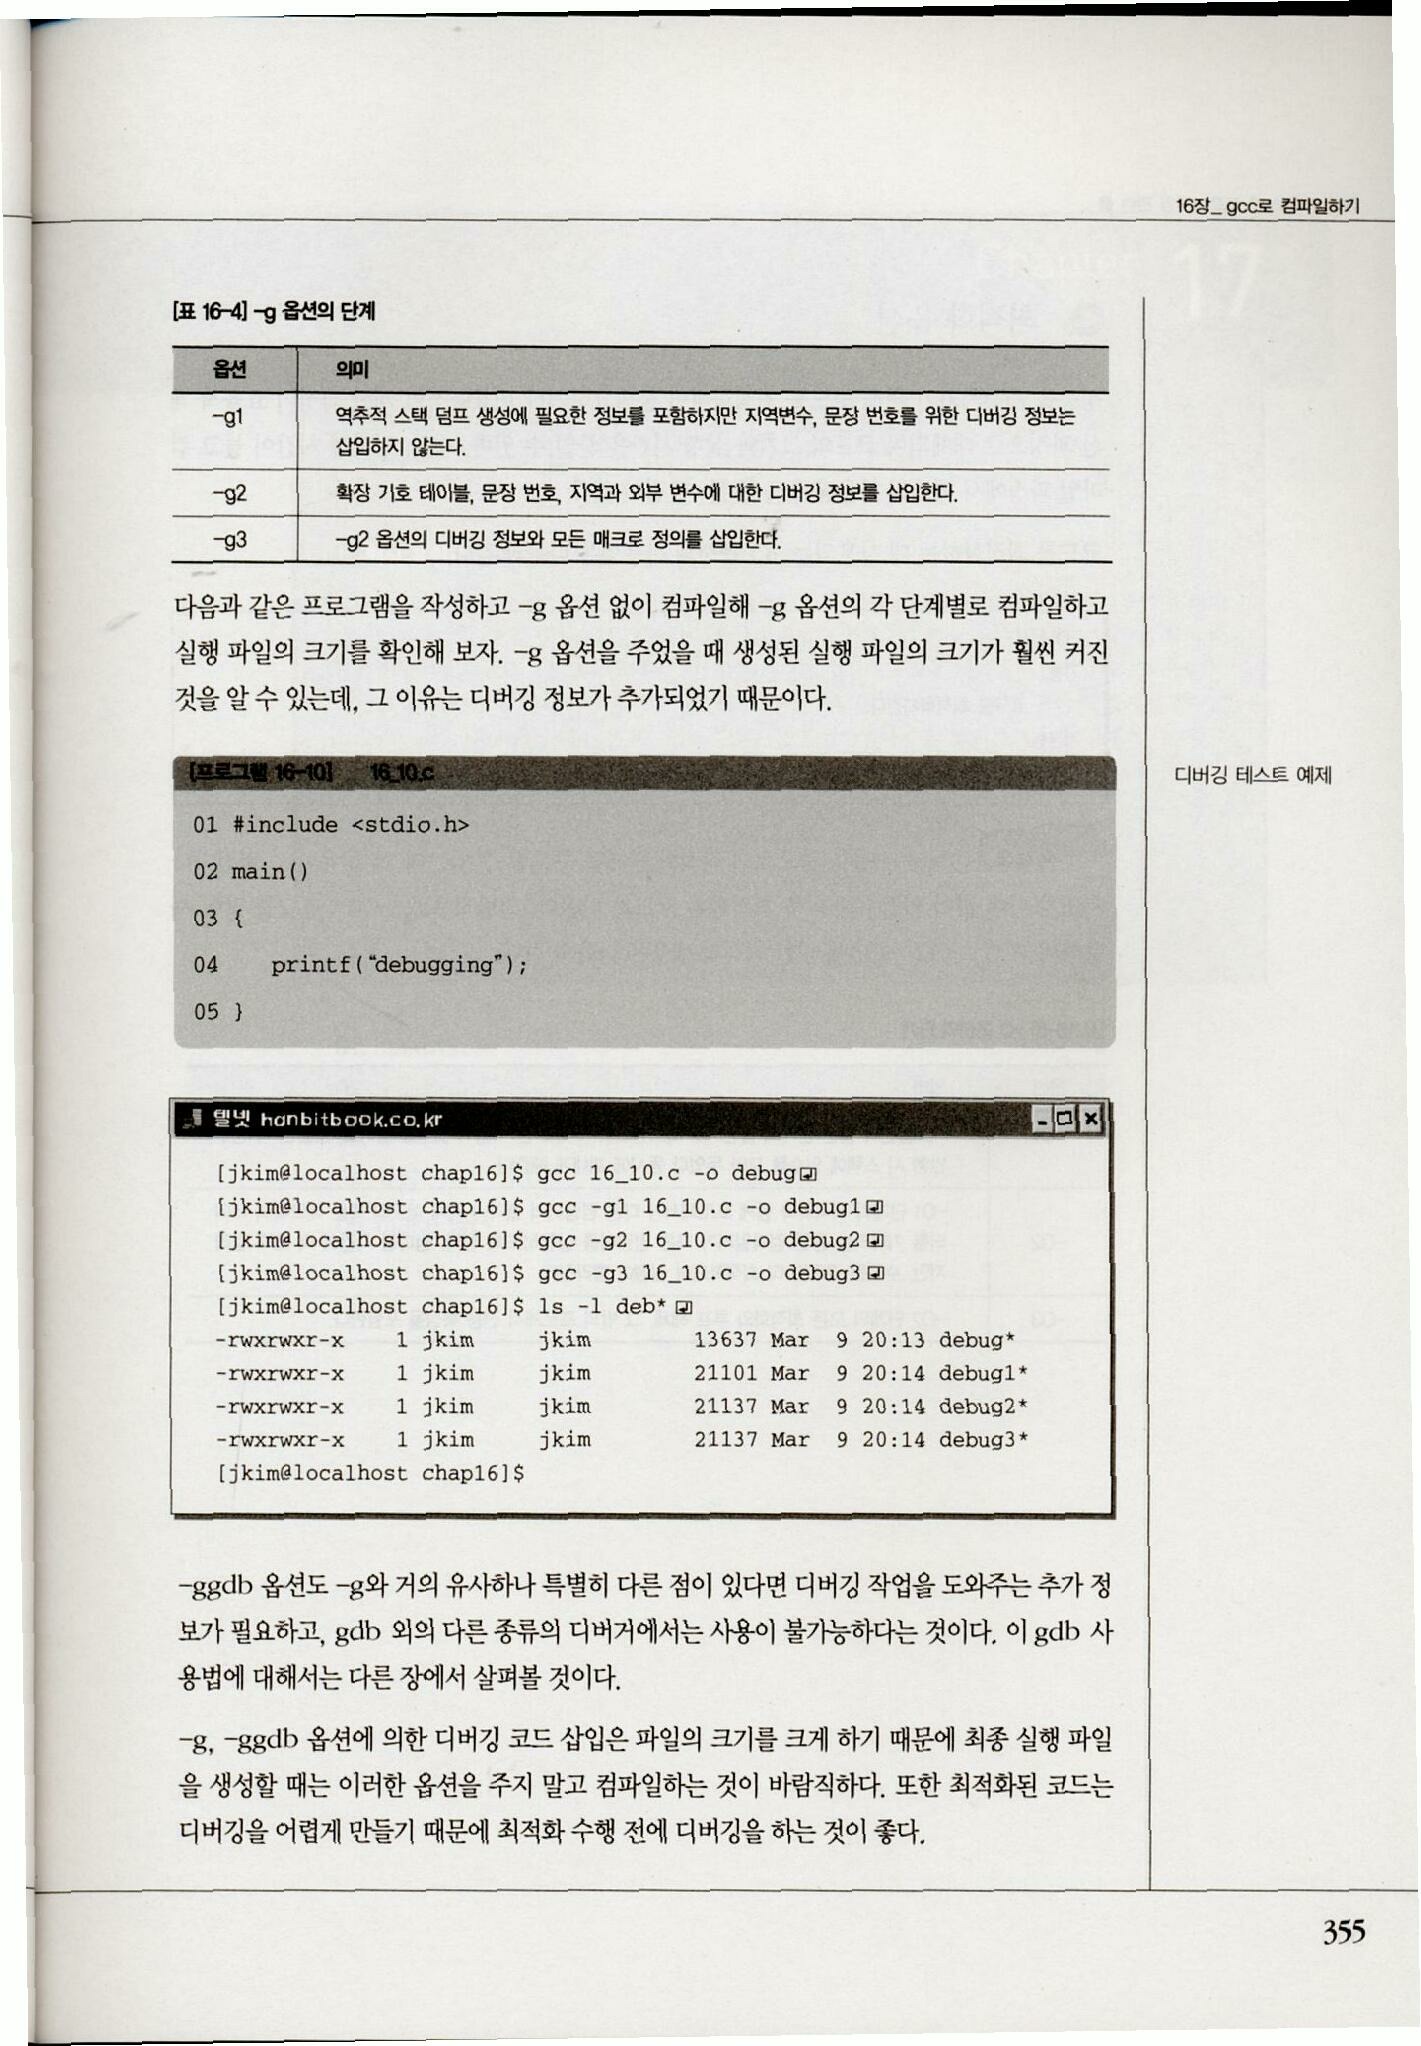 16장_ gcc로 컴파일하기
[표 16-4] -g 옵션의 단계
옵션 의미
-g1 역추적 스택 덤프 생성에 필요한 정보를 포함하지만 지역변수, 문장 번호를 위한 디버깅 정보는
삽입하지 않는다.
-g2 확장 기호 테이블, 문장 번호, 지역과 외부 변수에 대한 디버깅 정보를 삽입한다.
-g3 -g2 옵션의 디버깅 정보와 모든 매크로 정의를 삽입한다.
다음과 같은 프로그램을 작성하고 -g 옵션 없이 컴파일해 -g 옵션의 각 단계별로 컴파일하고
실행 파일의 크기를 확인해 보자. -g 옵션을 주었을 때 생성된 실행 파일의 크기가 훨씬 커진
것을 알 수 있는데, 그 이유는 디버깅 정보가 추가되었기 때문이다.
[프로그램 16-10] 16_10.c
디버깅 테스트 예제
01 #include <stdio.h>
02 main()
03 {
04 printf("debugging");
05 }
텔넷 hanbitbook.co.kr
[jkim@localhost chap16]$ gcc 16_10.c -o debug
[jkim@localhost chap16]$ gcc -g1 16_10.c -o debug1
[jkim@localhost chap16]$ gcc -g2 16_10.c -o debug2
[jkim@localhost chap16]$ gcc -g3 16_10.c -o debug3
[jkim@localhost chap16]$ ls -l deb*
-rwxrwxr-x 1 jkim jkim 13637 Mar 9 20:13 debug*
-rwxrwxr-x 1 jkim jkim 21101 Mar 9 20:14 debug1*
-rwxrwxr-x 1 jkim jkim 21137 Mar 9 20:14 debug2*
-rwxrwxr-x 1 jkim jkim 21137 Mar 9 20:14 debug3*
[jkim@localhost chap16]$
-ggdb 옵션도 -g와 거의 유사하나 특별히 다른 점이 있다면 디버깅 작업을 도와주는 추가 정
보가 필요하고, gdb 외의 다른 종류의 디버거에서는 사용이 불가능하다는 것이다. 이 gdb 사
용법에 대해서는 다른 장에서 살펴볼 것이다.
-g, -ggdb 옵션에 의한 디버깅 코드 삽입은 파일의 크기를 크게 하기 때문에 최종 실행 파일
을 생성할 때는 이러한 옵션을 주지 말고 컴파일하는 것이 바람직하다. 또한 최적화된 코드는
디버깅을 어렵게 만들기 때문에 최적화 수행 전에 디버깅을 하는 것이 좋다.
355